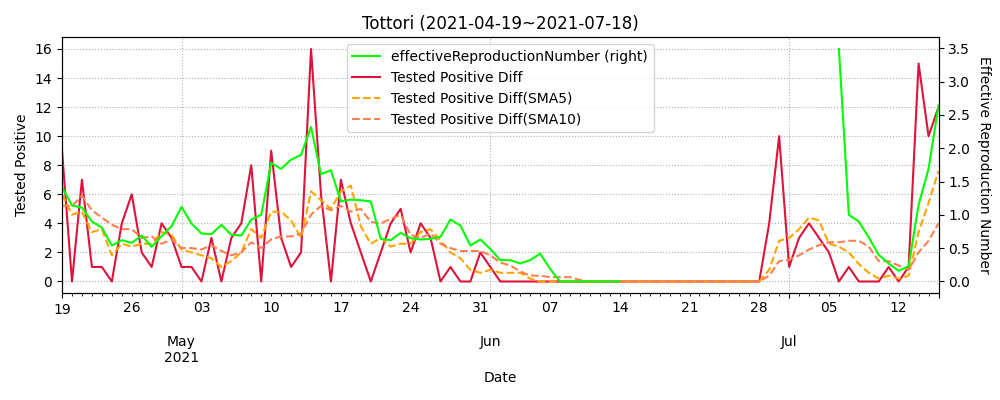 Tottori (2021-04-19~2021-07-18)
effectiveReproductionNumber (right)
Tested Positive Diff
Tested Positive Diff(SMA5)
Tested Positive Diff(SMA10)
Tested Positive
16
14
12
10
8
6
4
2
0
3.5
3.0
2.5
2.0
1.5
1.0
0.5
0.0
Effective Reproduction Number
19 26 03 10 17 24 31 07 14 21 28 05 12
May Jun Jul
2021
Date